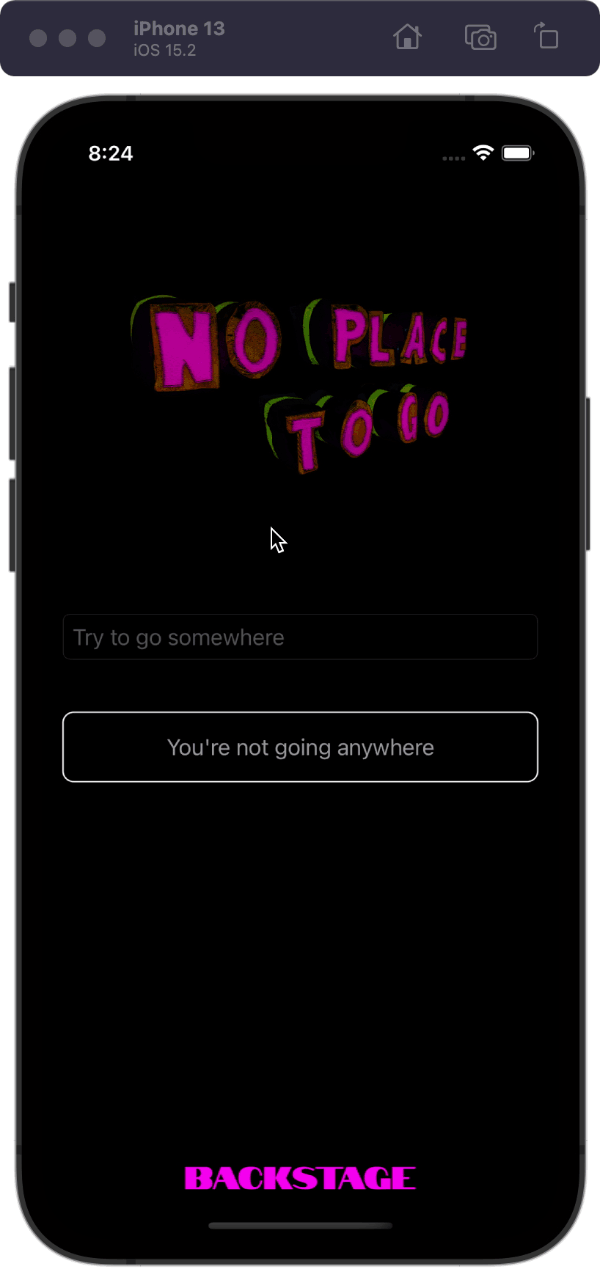 iPhone 13
iOS 15.2
8:24
NO PLACE
TO GO
Try to go somewhere
You're not going anywhere
BACKSTAGE